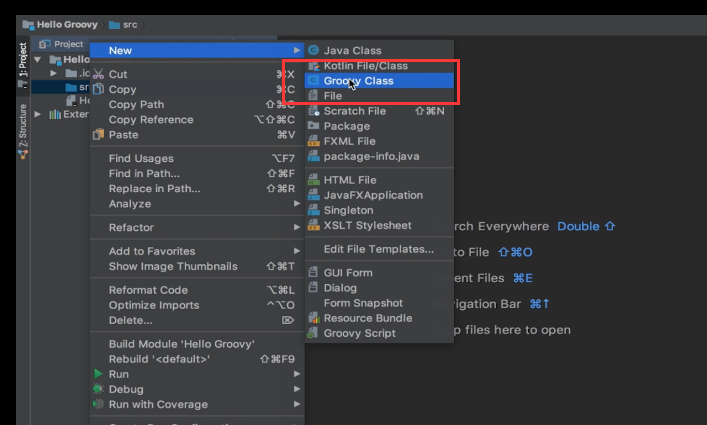 Hello Groovy src
Project
1: Project
Z: Structure
Hello
src
Exter
New
Cut ⌘X
Copy ⌘C
Copy Path ⇧⌘C
Copy Reference ⌥⇧⌘C
Paste ⌘V
Find Usages ⌥F7
Find in Path... ⇧⌘F
Replace in Path... ⇧⌘R
Analyze
Refactor
Add to Favorites
Show Image Thumbnails ⇧⌘T
Reformat Code ⌥⌘L
Optimize Imports ^⌥O
Delete... ⌦
Build Module 'Hello Groovy'
Rebuild '<default>' ⇧⌘F9
Run
Debug
Run with Coverage
Java Class
Kotlin File/Class
Groovy Class
File
Scratch File ⇧⌘N
Package
FXML File
package-info.java
HTML File
JavaFXApplication
Singleton
XSLT Stylesheet
Edit File Templates...
GUI Form
Dialog
Form Snapshot
Resource Bundle
Groovy Script
rch Everywhere Double ⇧
to File ⇧⌘O
ent Files ⌘E
vigation Bar ⌘↑
op files here to open